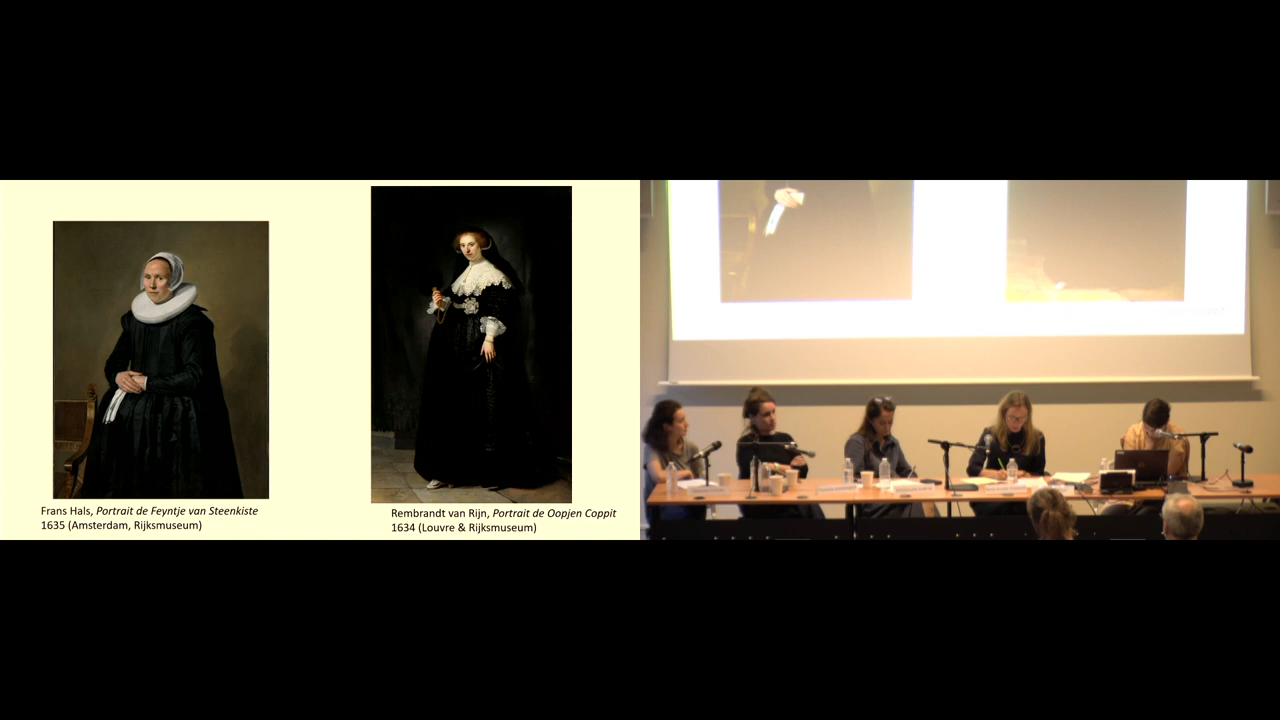 Frans Hals, Portrait de Feyntje van Steenkiste
1635 (Amsterdam, Rijksmuseum)
Rembrandt van Rijn, Portrait de Oopjen Coppit
1634 (Louvre & Rijksmuseum)